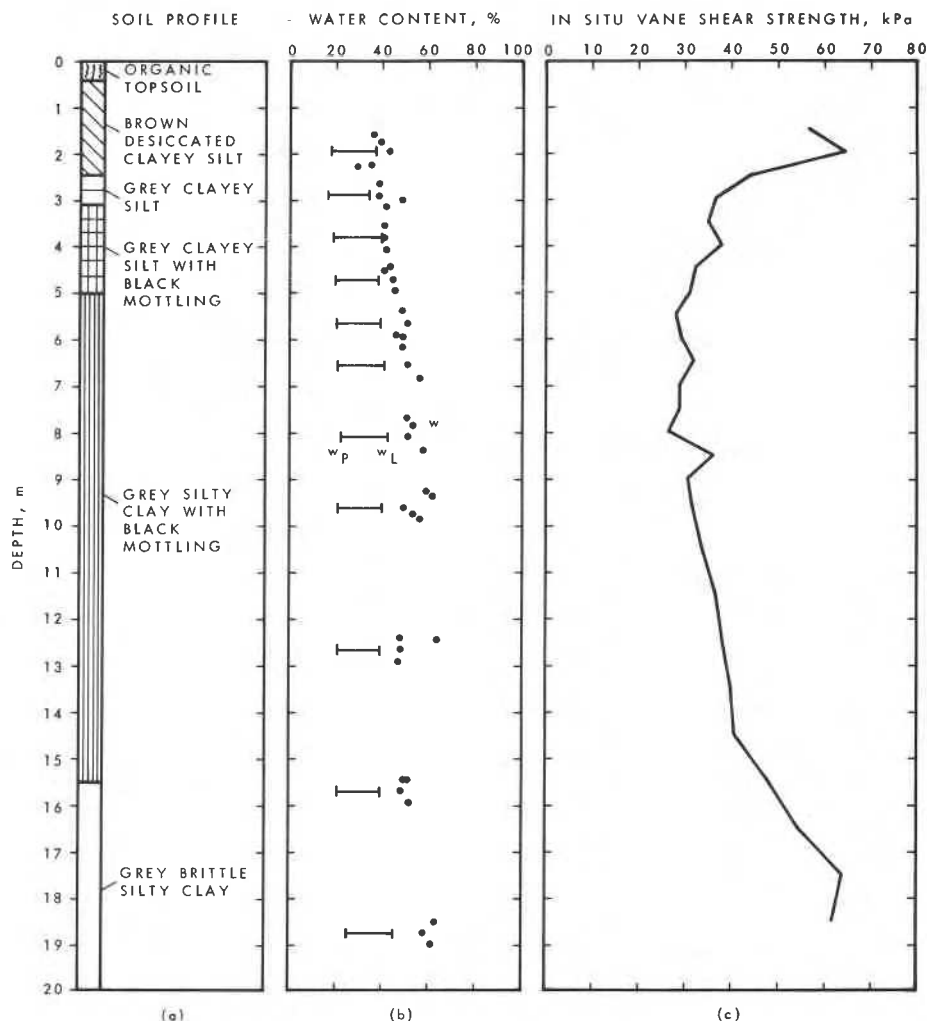 SOIL PROFILE
WATER CONTENT, %
IN SITU VANE SHEAR STRENGTH, kPa
0 20 40 60 80 100 0 10 20 30 40 50 60 70 80
DEPTH, m
0
1
2
3
4
5
6
7
8
9
10
11
12
13
14
15
16
17
18
19
20
ORGANIC
TOPSOIL
BROWN
DESICCATED
CLAYEY SILT
GREY CLAYEY
SILT
GREY CLAYEY
SILT WITH
BLACK
MOTTLING
GREY SILTY
CLAY WITH
BLACK
MOTTLING
GREY BRITTLE
SILTY CLAY
w
wP wL
(a) (b) (c)